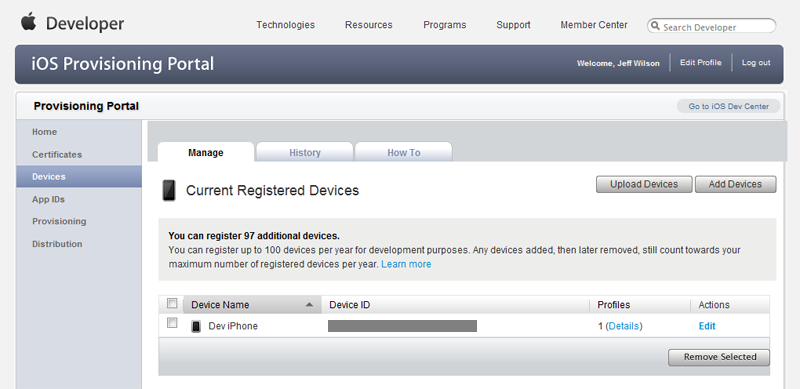 Developer
Technologies Resources Programs Support Member Center Search Developer
iOS Provisioning Portal
Welcome, Jeff Wilson Edit Profile Log out
Provisioning Portal
Go to iOS Dev Center
Home
Certificates
Devices
App IDs
Provisioning
Distribution
Manage History How To
Current Registered Devices
Upload Devices Add Devices
You can register 97 additional devices.
You can register up to 100 devices per year for development purposes. Any devices added, then later removed, still count towards your
maximum number of registered devices per year. Learn more
Device Name Device ID Profiles Actions
Dev iPhone 1 (Details) Edit
Remove Selected